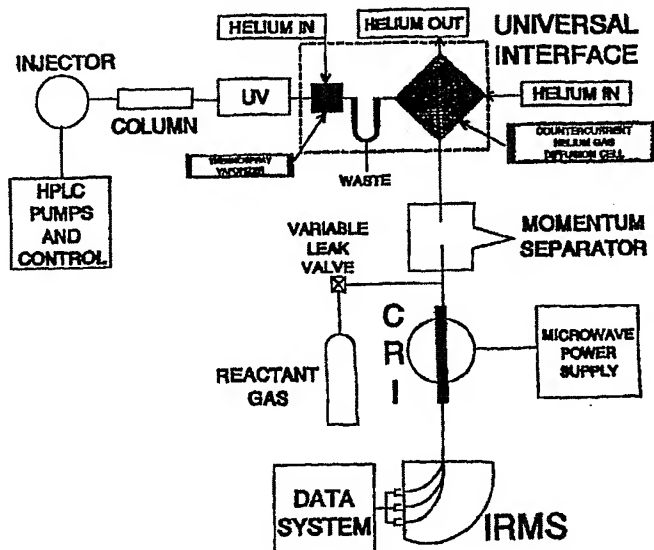 HELIUM IN
HELIUM OUT
UNIVERSAL
INTERFACE
INJECTOR
COLUMN
UV
HELIUM IN
COUNTERCURRENT
HELIUM GAS
DIFFUSION CELL
WASTE
HPLC
PUMPS
AND
CONTROL
MOMENTUM
SEPARATOR
VARIABLE
LEAK
VALVE
REACTANT
GAS
C
R
I
MICROWAVE
POWER
SUPPLY
DATA
SYSTEM
IRMS